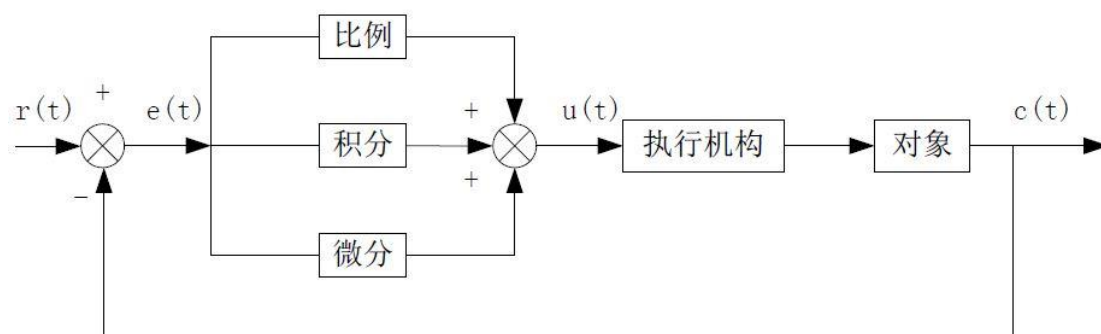 比例
+
r(t)
e(t)
+
u(t)
c(t)
积分
执行机构
对象
+
-
微分